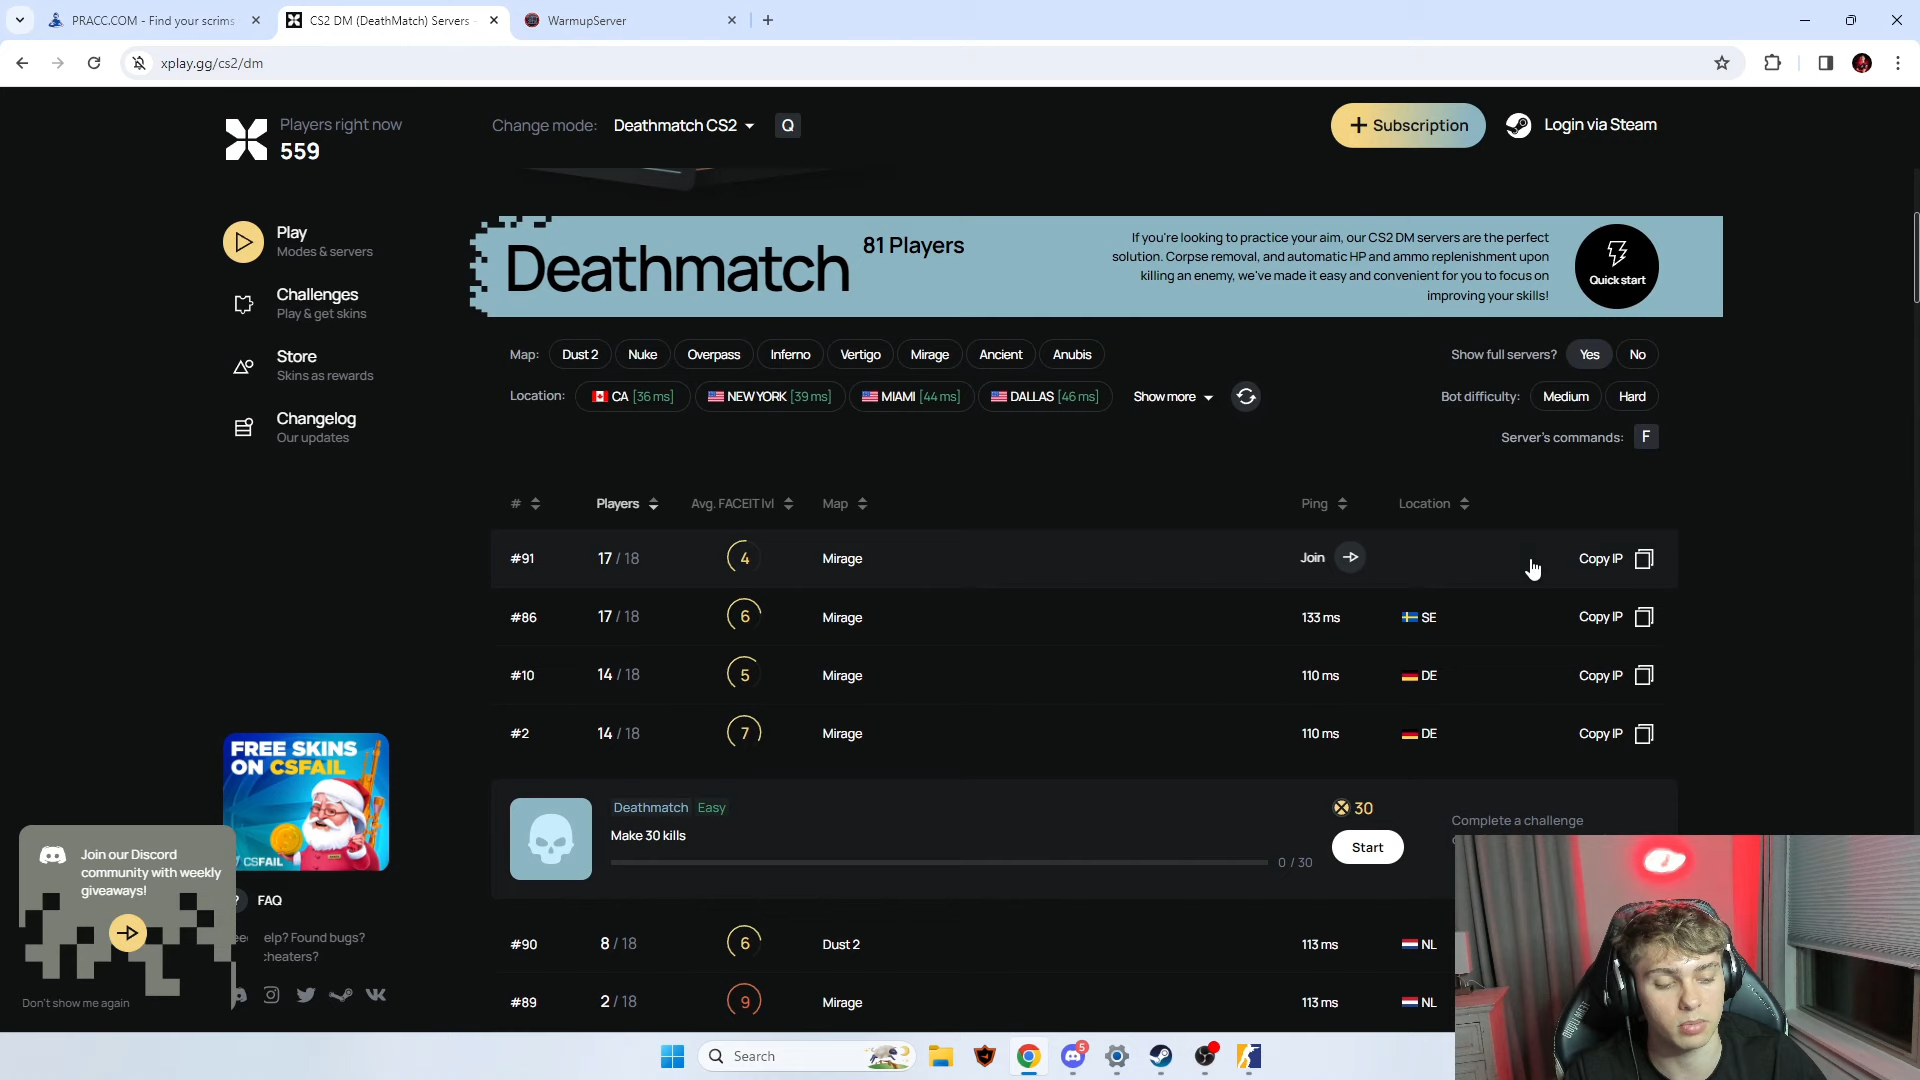 PRACC.COM - Find your scrims
CS2 DM (DeathMatch) Servers -
WarmupServer
xplay.gg/cs2/dm
Players right now
559
Change mode: Deathmatch CS2 Q
+ Subscription
Login via Steam
Play
Modes & servers
Challenges
Play & get skins
Store
Skins as rewards
Changelog
Our updates
Deathmatch
81 Players
If you're looking to practice your aim, our CS2 DM servers are the perfect
solution. Corpse removal, and automatic HP and ammo replenishment upon
killing an enemy, we've made it easy and convenient for you to focus on
improving your skills!
Quick start
Map: Dust 2 Nuke Overpass Inferno Vertigo Mirage Ancient Anubis
Show full servers? Yes No
Location: CA [36 ms] NEW YORK [39 ms] MIAMI [44 ms] DALLAS [46 ms] Show more
Bot difficulty: Medium Hard
Server's commands: F
# Players Avg. FACEIT lvl Map Ping Location
#91 17 / 18 4 Mirage Join Copy IP
#86 17 / 18 6 Mirage 133 ms SE Copy IP
#10 14 / 18 5 Mirage 110 ms DE Copy IP
#2 14 / 18 7 Mirage 110 ms DE Copy IP
Deathmatch Easy
Make 30 kills
0 / 30
30
Start
Complete a challenge
#90 8 / 18 6 Dust 2 113 ms NL
#89 2 / 18 9 Mirage 113 ms NL
FREE SKINS
ON CSFAIL
CSFAIL
Join our Discord
community with weekly
giveaways!
Don't show me again
FAQ
elp? Found bugs?
cheaters?
Search
5